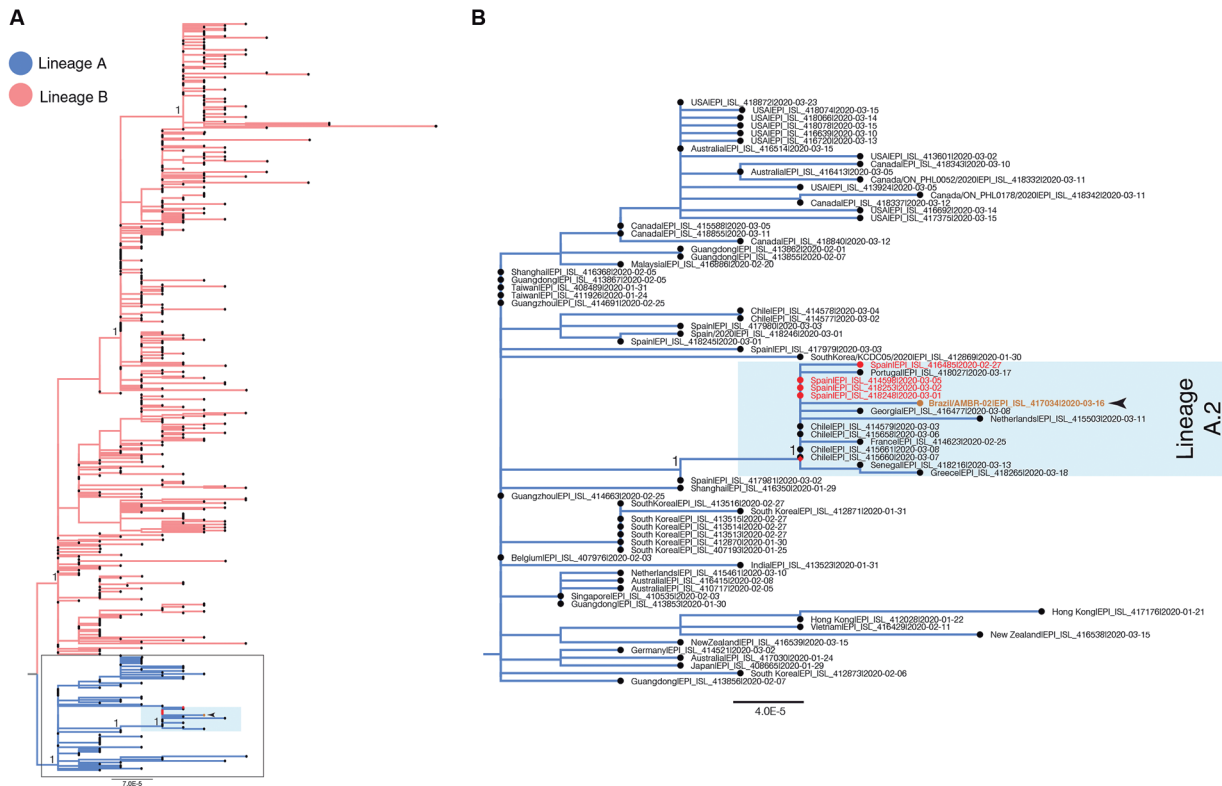 A
Lineage A
Lineage B
1
1
1
1
1
1
7.0E-5
B
USA|EPI_ISL_418872|2020-03-23
USA|EPI_ISL_418074|2020-03-15
USA|EPI_ISL_418066|2020-03-14
USA|EPI_ISL_418078|2020-03-15
USA|EPI_ISL_416639|2020-03-10
USA|EPI_ISL_416720|2020-03-13
Australia|EPI_ISL_416514|2020-03-15
USA|EPI_ISL_413601|2020-03-02
Canada|EPI_ISL_418343|2020-03-10
Australia|EPI_ISL_416413|2020-03-05
Canada/ON_PHL0052/2020|EPI_ISL_418332|2020-03-11
USA|EPI_ISL_413924|2020-03-05
Canada/ON_PHL0178/2020|EPI_ISL_418342|2020-03-11
Canada|EPI_ISL_418337|2020-03-12
USA|EPI_ISL_416692|2020-03-14
USA|EPI_ISL_417375|2020-03-15
Canada|EPI_ISL_415588|2020-03-05
Canada|EPI_ISL_418855|2020-03-11
Canada|EPI_ISL_418840|2020-03-12
Guangdong|EPI_ISL_413862|2020-02-01
Guangdong|EPI_ISL_413855|2020-02-07
Malaysia|EPI_ISL_416886|2020-02-20
Shanghai|EPI_ISL_416368|2020-02-05
Guangdong|EPI_ISL_413867|2020-02-05
Taiwan|EPI_ISL_408489|2020-01-31
Taiwan|EPI_ISL_411926|2020-01-24
Guangzhou|EPI_ISL_414691|2020-02-25
Chile|EPI_ISL_414578|2020-03-04
Chile|EPI_ISL_414577|2020-03-02
Spain|EPI_ISL_417980|2020-03-03
Spain/2020|EPI_ISL_418246|2020-03-01
Spain|EPI_ISL_418245|2020-03-01
Spain|EPI_ISL_417979|2020-03-03
SouthKorea/KCDC05/2020|EPI_ISL_412869|2020-01-30
Spain|EPI_ISL_416485|2020-02-27
Portugal|EPI_ISL_418027|2020-03-17
Spain|EPI_ISL_414598|2020-03-05
Spain|EPI_ISL_418253|2020-03-02
Spain|EPI_ISL_418248|2020-03-01
Brazil/AMBR-02|EPI_ISL_417034|2020-03-16
Georgia|EPI_ISL_416477|2020-03-08
Netherlands|EPI_ISL_415503|2020-03-11
Chile|EPI_ISL_414579|2020-03-03
Chile|EPI_ISL_415658|2020-03-06
France|EPI_ISL_414623|2020-02-25
Chile|EPI_ISL_415661|2020-03-08
1
Chile|EPI_ISL_415660|2020-03-07
1
Senegal|EPI_ISL_418216|2020-03-13
Greece|EPI_ISL_418265|2020-03-18
Lineage
A.2
Spain|EPI_ISL_417981|2020-03-02
Shanghai|EPI_ISL_416350|2020-01-29
Guangzhou|EPI_ISL_414663|2020-02-25
SouthKorea|EPI_ISL_413516|2020-02-27
South Korea|EPI_ISL_412871|2020-01-31
South Korea|EPI_ISL_413515|2020-02-27
South Korea|EPI_ISL_413514|2020-02-27
South Korea|EPI_ISL_413513|2020-02-27
South Korea|EPI_ISL_412870|2020-01-30
South Korea|EPI_ISL_407193|2020-01-25
Belgium|EPI_ISL_407976|2020-02-03
India|EPI_ISL_413523|2020-01-31
Netherlands|EPI_ISL_415461|2020-03-10
Australia|EPI_ISL_416415|2020-02-08
Australia|EPI_ISL_410717|2020-02-05
Singapore|EPI_ISL_410535|2020-02-03
Guangdong|EPI_ISL_413853|2020-01-30
Hong Kong|EPI_ISL_417176|2020-01-21
Hong Kong|EPI_ISL_412028|2020-01-22
Vietnam|EPI_ISL_416429|2020-02-11
New Zealand|EPI_ISL_416538|2020-03-15
NewZealand|EPI_ISL_416539|2020-03-15
Germany|EPI_ISL_414521|2020-03-02
Australia|EPI_ISL_417030|2020-01-24
Japan|EPI_ISL_408665|2020-01-29
South Korea|EPI_ISL_412873|2020-02-06
Guangdong|EPI_ISL_413856|2020-02-07
4.0E-5